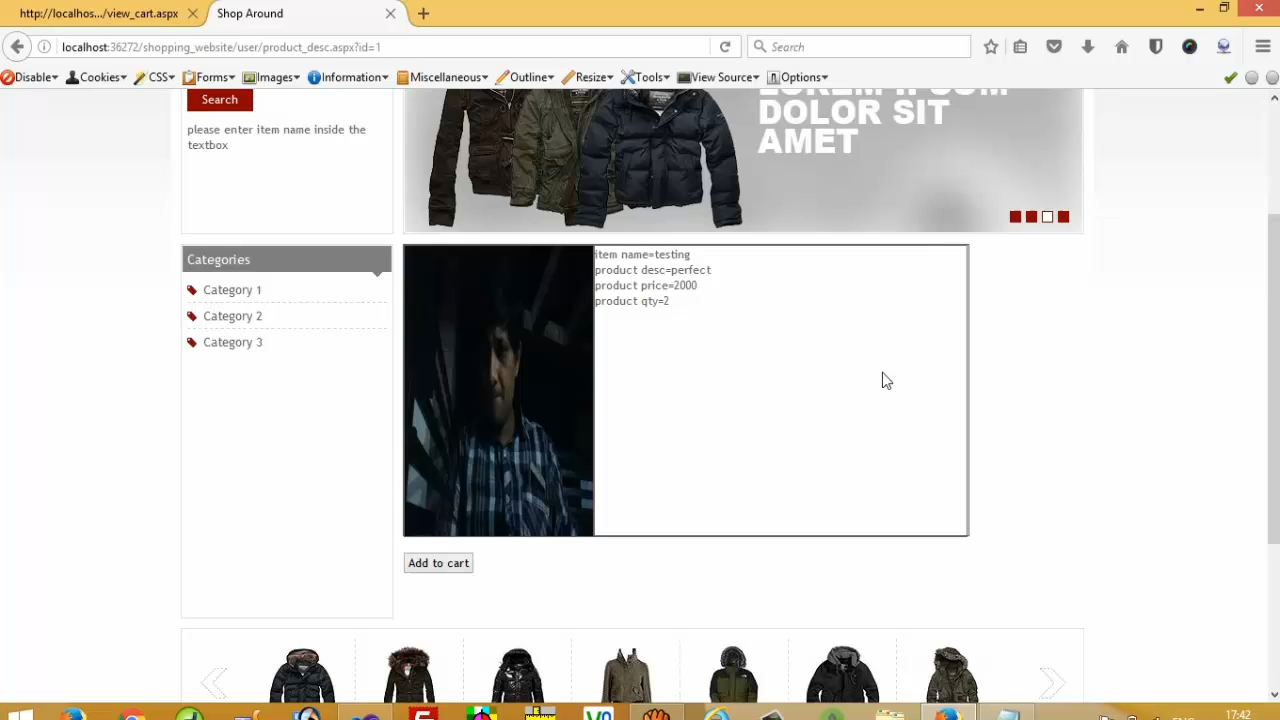 http://localhos.../view_cart.aspx
Shop Around
localhost:36272/shopping_website/user/product_desc.aspx?id=1
Search
Disable
Cookies
CSS
Forms
Images
Information
Miscellaneous
Outline
Resize
Tools
View Source
Options
Search
please enter item name inside the
textbox
DOLOR SIT
AMET
Categories
Category 1
Category 2
Category 3
item name=testing
product desc=perfect
product price=2000
product qty=2
Add to cart
17:42